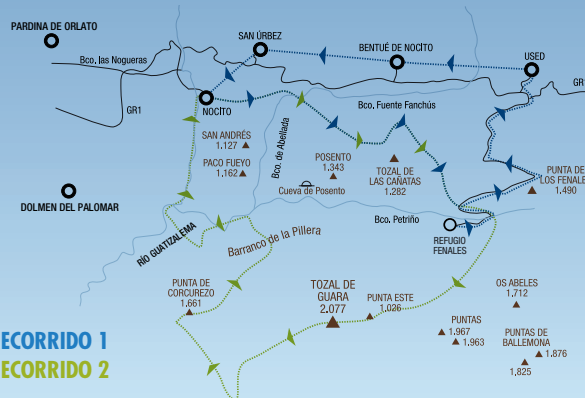 PARDINA DE ORLATO
SAN ÚRBEZ
BENTUÉ DE NOCITO
USED
Bco. las Nogueras
GR1
GR1
NOCITO
Bco. Fuente Fanchús
SAN ANDRÉS
1.127
PACO FUEYO
1.162
Bco. de Abellada
POSENTO
1.343
Cueva de Posento
TOZAL DE
LAS CAÑATAS
1.282
PUNTA DE
LOS FENALES
1.490
DOLMEN DEL PALOMAR
RÍO GUATIZALEMA
Barranco de la Pillera
Bco. Petriño
REFUGIO
FENALES
PUNTA DE
CORCUREZO
1.661
TOZAL DE
GUARA
2.077
PUNTA ESTE
1.026
OS ABELES
1.712
PUNTAS
1.967
1.963
PUNTAS DE
BALLEMONA
1.876
1,825
ECORRIDO 1
ECORRIDO 2